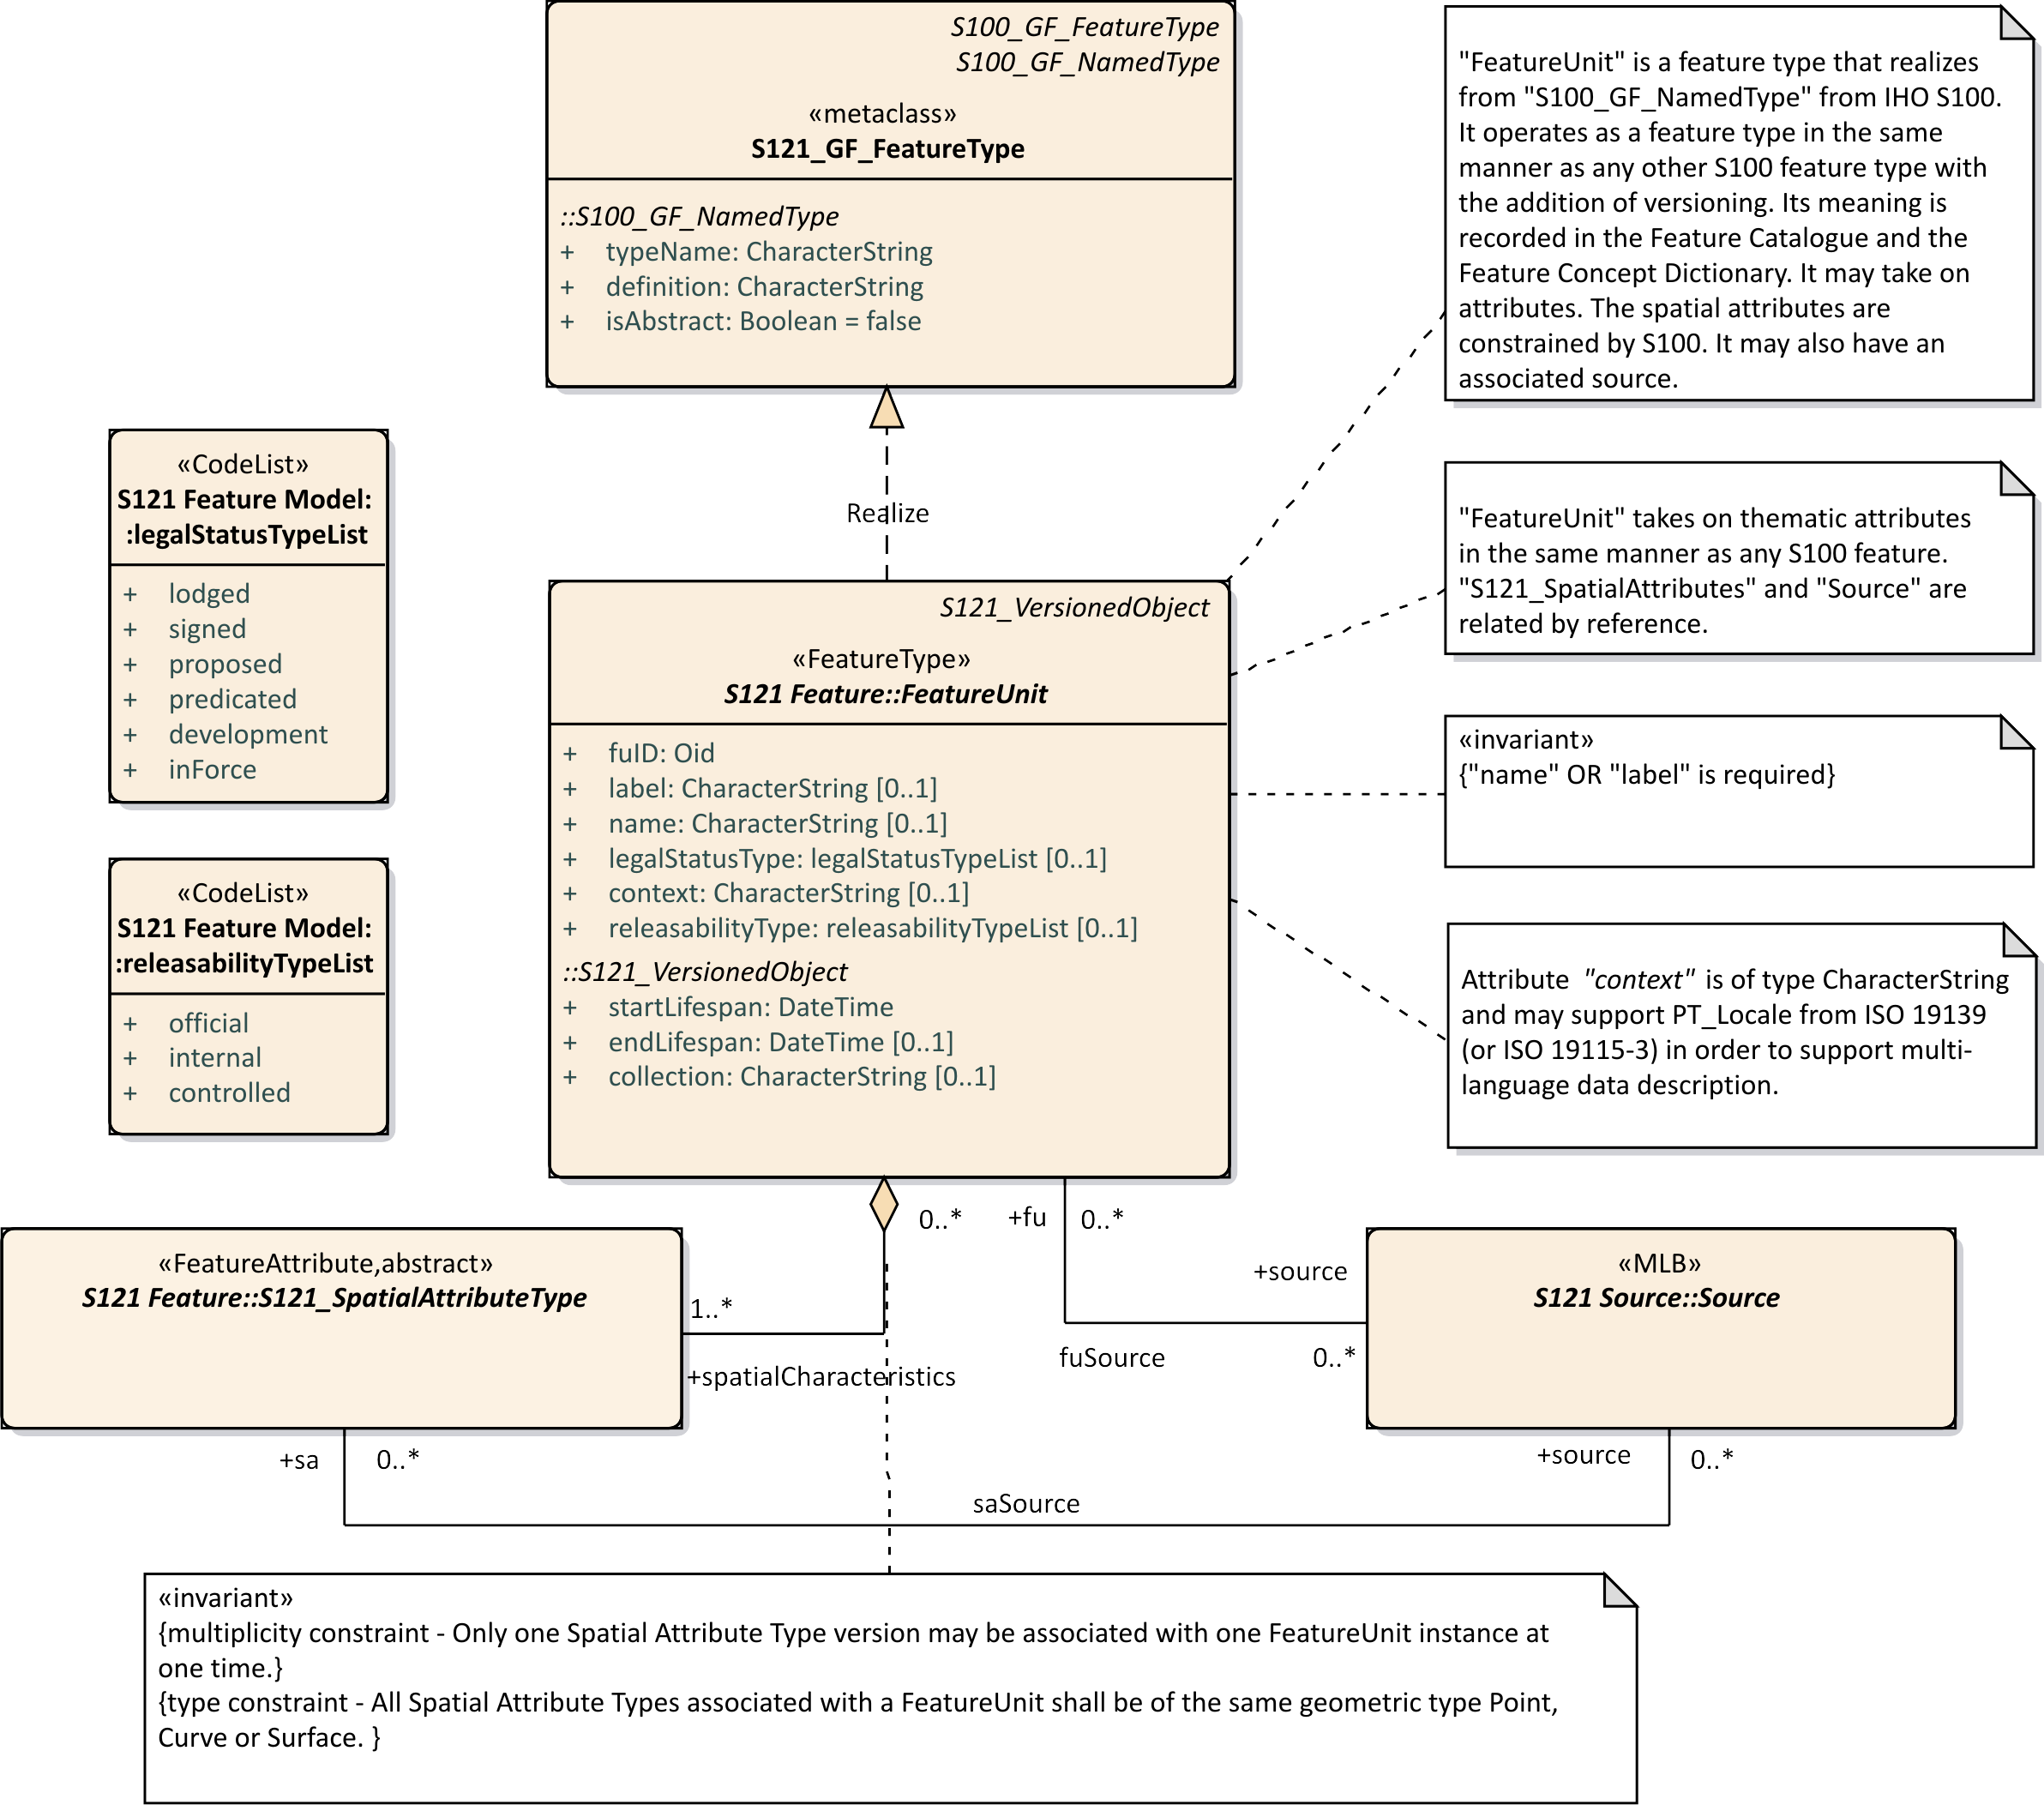 S100_GF_FeatureType
S100_GF_NamedType
«metaclass»
S121_GF_FeatureType
::S100_GF_NamedType
+ typeName: CharacterString
+ definition: CharacterString
+ isAbstract: Boolean = false
"FeatureUnit" is a feature type that realizes
from "S100_GF_NamedType" from IHO S100.
It operates as a feature type in the same
manner as any other S100 feature type with
the addition of versioning. Its meaning is
recorded in the Feature Catalogue and the
Feature Concept Dictionary. It may take on
attributes. The spatial attributes are
constrained by S100. It may also have an
associated source.
«CodeList»
S121 Feature Model:
:legalStatusTypeList
+ lodged
+ signed
+ proposed
+ predicated
+ development
+ inForce
Realize
"FeatureUnit" takes on thematic attributes
in the same manner as any S100 feature.
"S121_SpatialAttributes" and "Source" are
related by reference.
S121_VersionedObject
«FeatureType»
S121 Feature::FeatureUnit
+ fuID: Oid
+ label: CharacterString [0..1]
+ name: CharacterString [0..1]
+ legalStatusType: legalStatusTypeList [0..1]
+ context: CharacterString [0..1]
+ releasabilityType: releasabilityTypeList [0..1]
::S121_VersionedObject
+ startLifespan: DateTime
+ endLifespan: DateTime [0..1]
+ collection: CharacterString [0..1]
«invariant»
{"name" OR "label" is required}
«CodeList»
S121 Feature Model:
:releasabilityTypeList
+ official
+ internal
+ controlled
Attribute "context" is of type CharacterString
and may support PT_Locale from ISO 19139
(or ISO 19115-3) in order to support multi-
language data description.
0..*
+fu
0..*
«FeatureAttribute,abstract»
S121 Feature::S121_SpatialAttributeType
1..*
+spatialCharacteristics
+source
fuSource
0..*
«MLB»
S121 Source::Source
+sa
0..*
saSource
+source
0..*
«invariant»
{multiplicity constraint - Only one Spatial Attribute Type version may be associated with one FeatureUnit instance at
one time.}
{type constraint - All Spatial Attribute Types associated with a FeatureUnit shall be of the same geometric type Point,
Curve or Surface. }